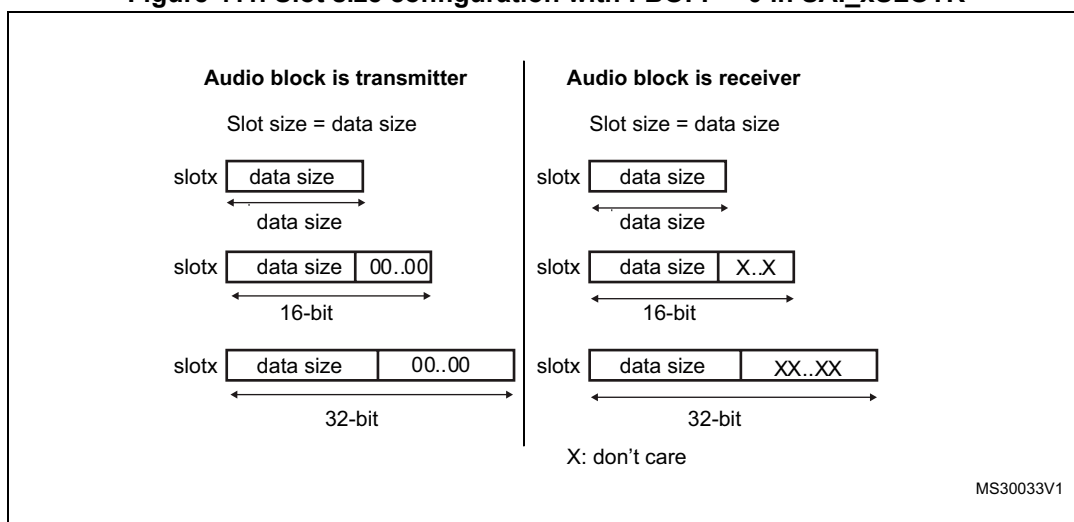 Audio block is transmitter
Slot size = data size
slotx data size
data size
slotx data size 00..00
16-bit
slotx data size 00..00
32-bit
Audio block is receiver
Slot size = data size
slotx data size
data size
slotx data size X..X
16-bit
slotx data size XX..XX
32-bit
X: don't care
MS30033V1